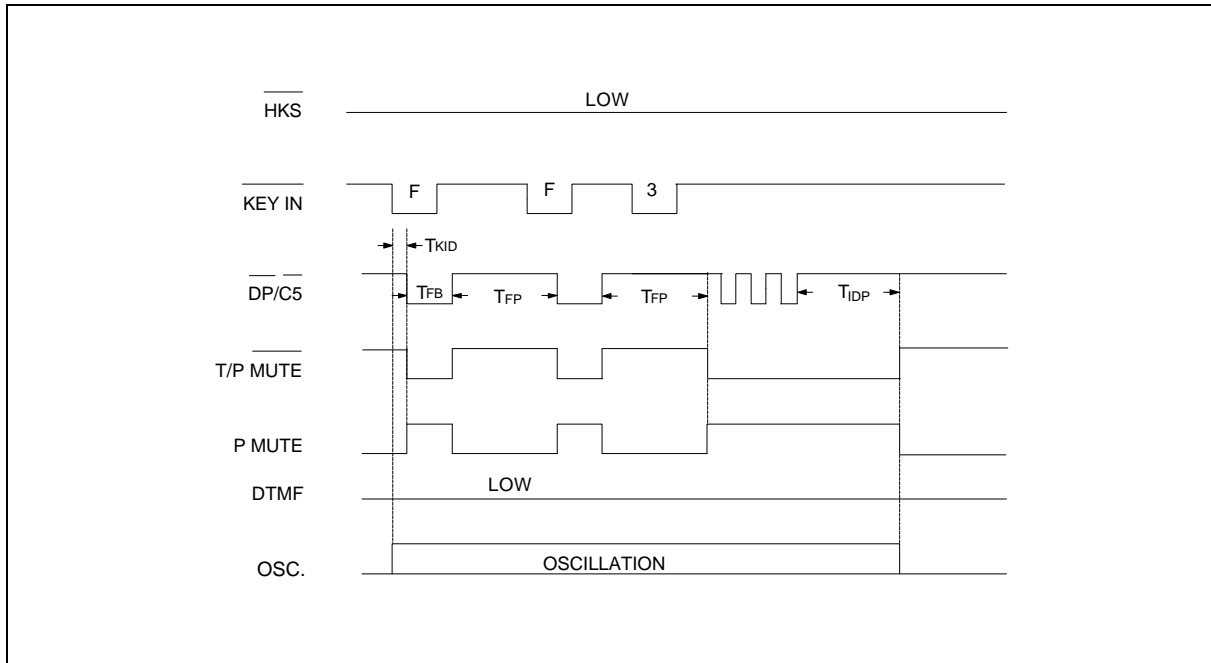 HKS
LOW
KEY IN
F
F
3
TKID
DP/C5
TFB
TFP
TFP
TIDP
T/P MUTE
P MUTE
DTMF
LOW
OSC.
OSCILLATION